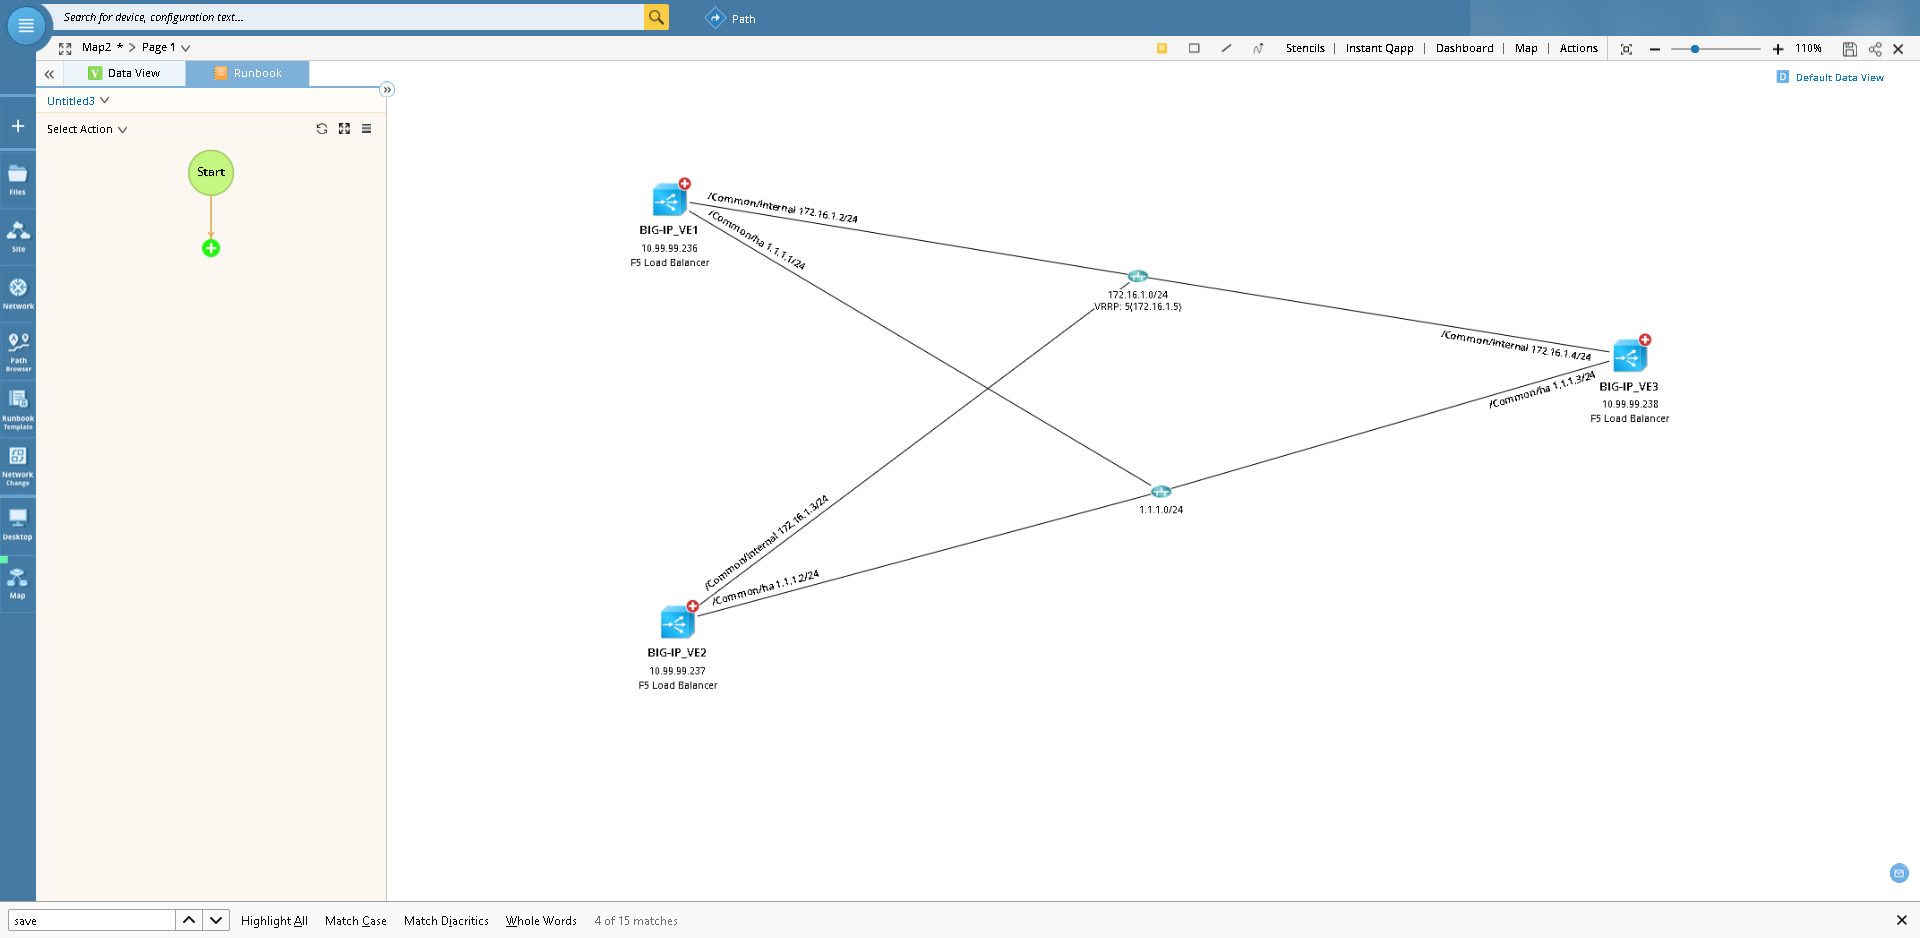 Search for device, configuration text...
Path
Map2 * > Page 1
Stencils | Instant Qapp | Dashboard | Map | Actions
110%
Data View
Runbook
D Default Data View
Untitled3
Select Action
Start
Files
Site
Network
Path
Browser
Runbook
Template
Network
Change
Desktop
Map
BIG-IP_VE1
10.99.99.236
F5 Load Balancer
/Common/internal 172.16.1.2/24
/Common/ha 1.1.1.1/24
172.16.1.0/24
VRRP: 5(172.16.1.5)
/Common/internal 172.16.1.4/24
/Common/ha 1.1.1.3/24
BIG-IP_VE3
10.99.99.238
F5 Load Balancer
1.1.1.0/24
/Common/internal 172.16.1.3/24
/Common/ha 1.1.1.2/24
BIG-IP_VE2
10.99.99.237
F5 Load Balancer
save
Highlight All
Match Case
Match Diacritics
Whole Words
4 of 15 matches